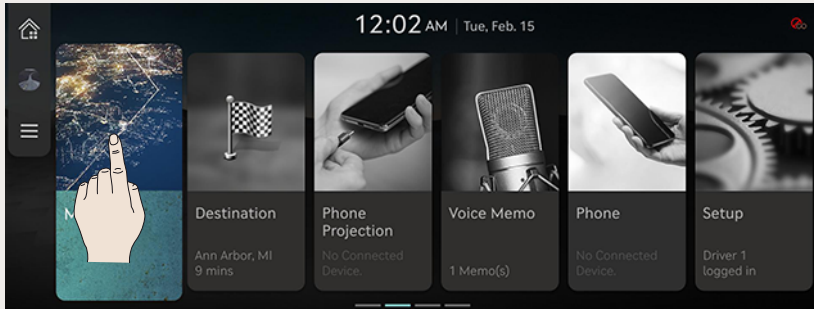 12:02 AM | Tue, Feb. 15
Destination
Ann Arbor, MI
9 mins
Phone
Projection
No Connected
Device.
Voice Memo
1 Memo(s)
Phone
No Connected
Device.
Setup
Driver 1
logged in